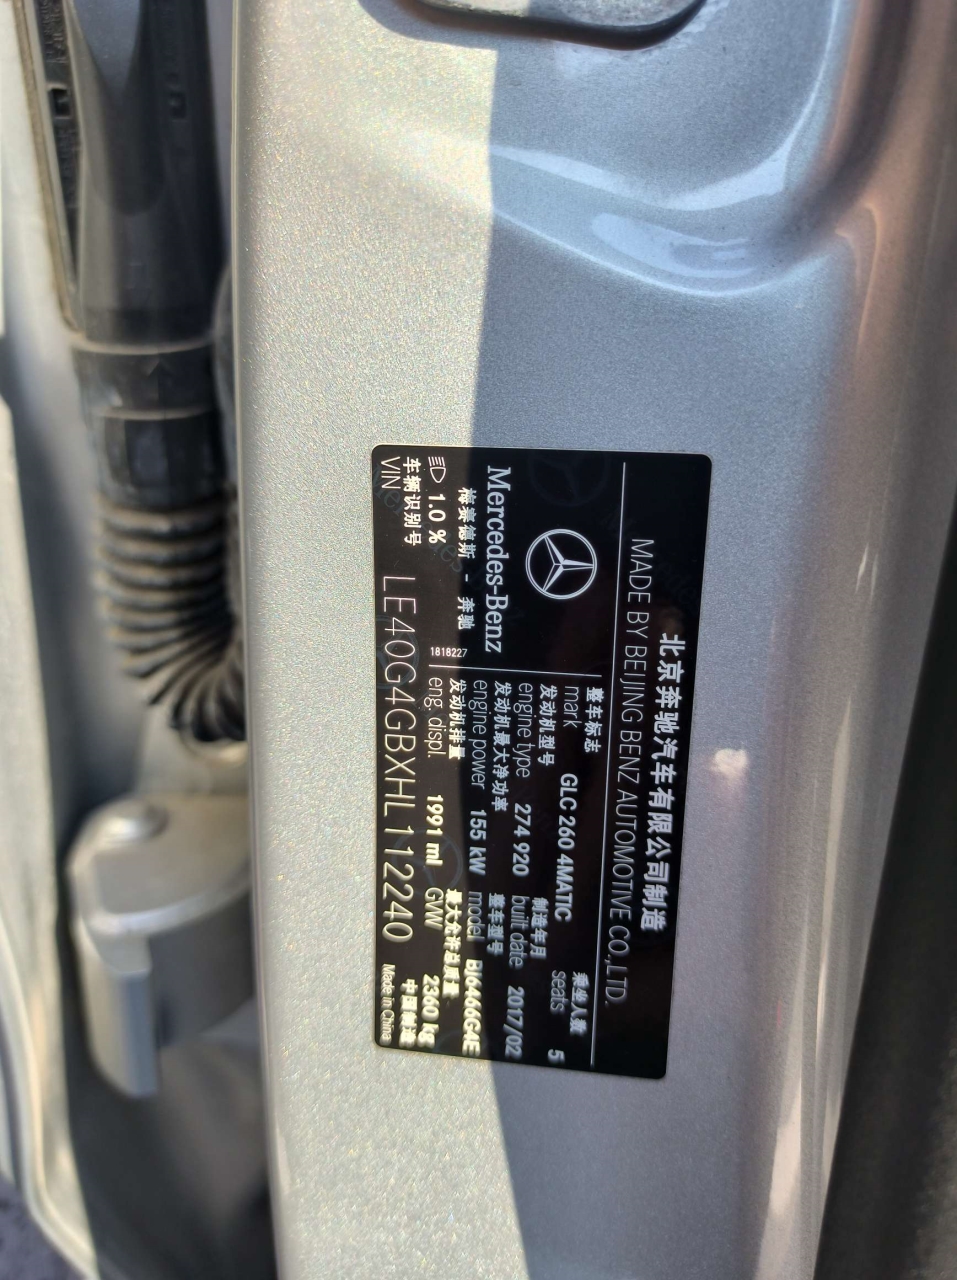 北京奔驰汽车有限公司制造
MADE BY BEIJING BENZ AUTOMOTIVE CO.,LTD.
Mercedes-Benz
梅赛德斯 - 奔驰
1.0 %
1818227
整车标志
mark GLC 260 4MATIC
乘坐人数
seats 5
发动机型号
engine type 274 920
制造年月
built date 2017/02
发动机最大净功率
engine power 155 kW
整车型号
model BJ6466G4E
发动机排量
eng. displ. 1991 ml
最大允许总质量
GVW 2360 kg
车辆识别号
VIN LE40G4GBXHL112240
中国制造
Made in China